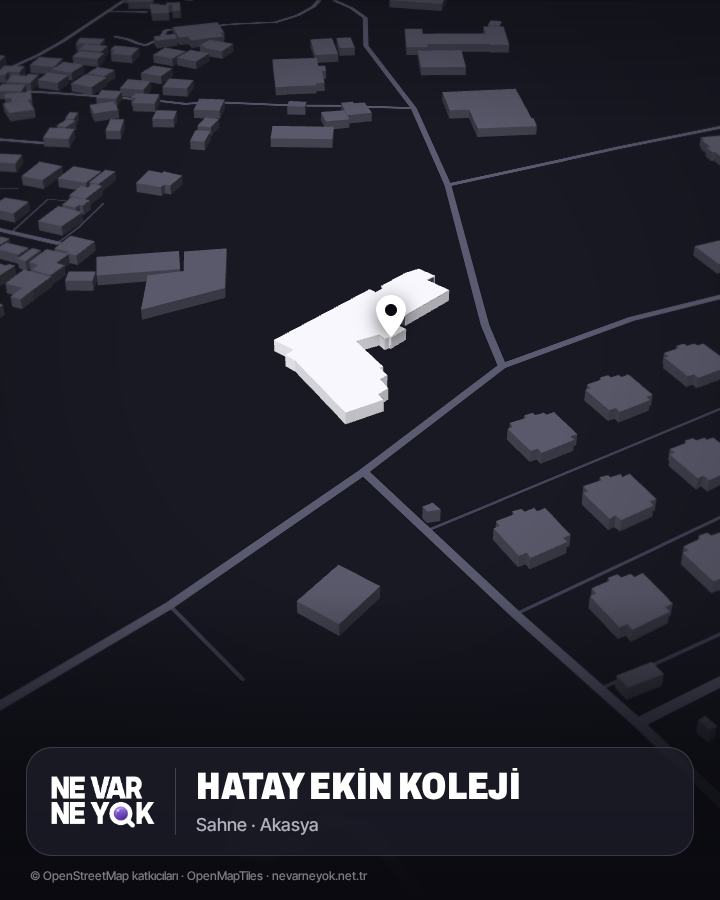 NE VAR
NE YOK
HATAY EKİN KOLEJİ
Sahne · Akasya
© OpenStreetMap katkıcıları · OpenMapTiles · nevarneyok.net.tr